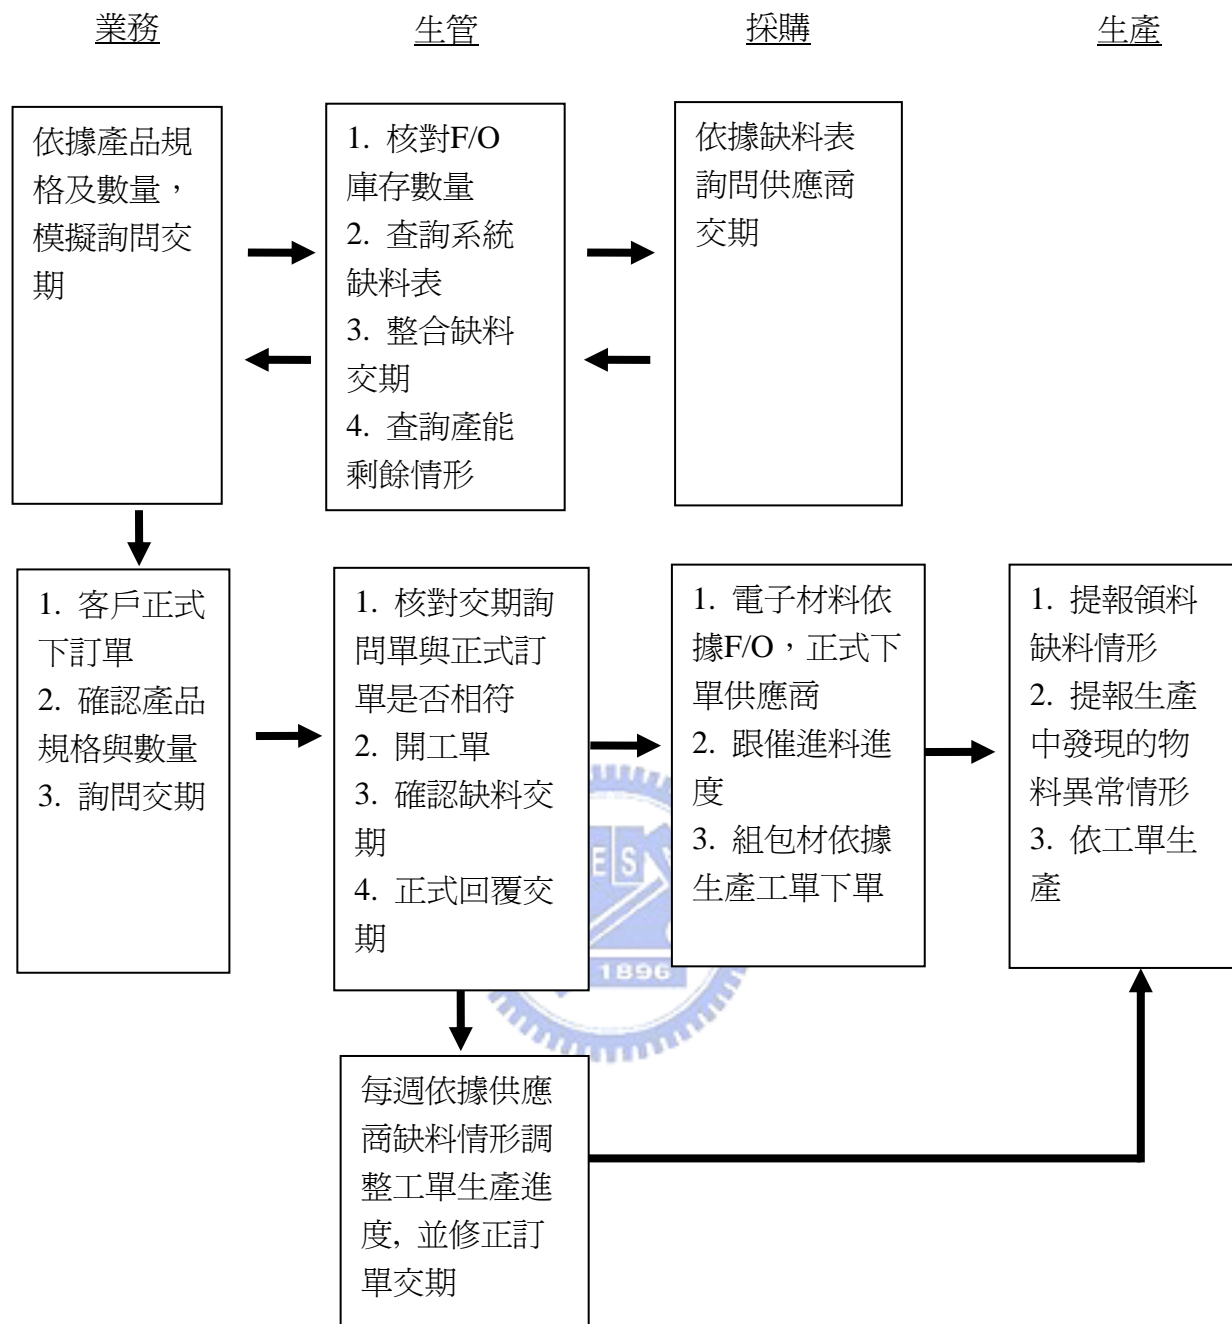 業務
生管
採購
生產
依據產品規
格及數量，
模擬詢問交
期
1. 核對F/O
庫存數量
2. 查詢系統
缺料表
3. 整合缺料
交期
4. 查詢產能
剩餘情形
依據缺料表
詢問供應商
交期
1. 客戶正式
下訂單
2. 確認產品
規格與數量
3. 詢問交期
1. 核對交期詢
問單與正式訂
單是否相符
2. 開工單
3. 確認缺料交
期
4. 正式回覆交
期
1. 電子材料依
據F/O，正式下
單供應商
2. 跟催進料進
度
3. 組包材依據
生產工單下單
1. 提報領料
缺料情形
2. 提報生產
中發現的物
料異常情形
3. 依工單生
產
每週依據供應
商缺料情形調
整工單生產進
度, 並修正訂
單交期
ES
1896